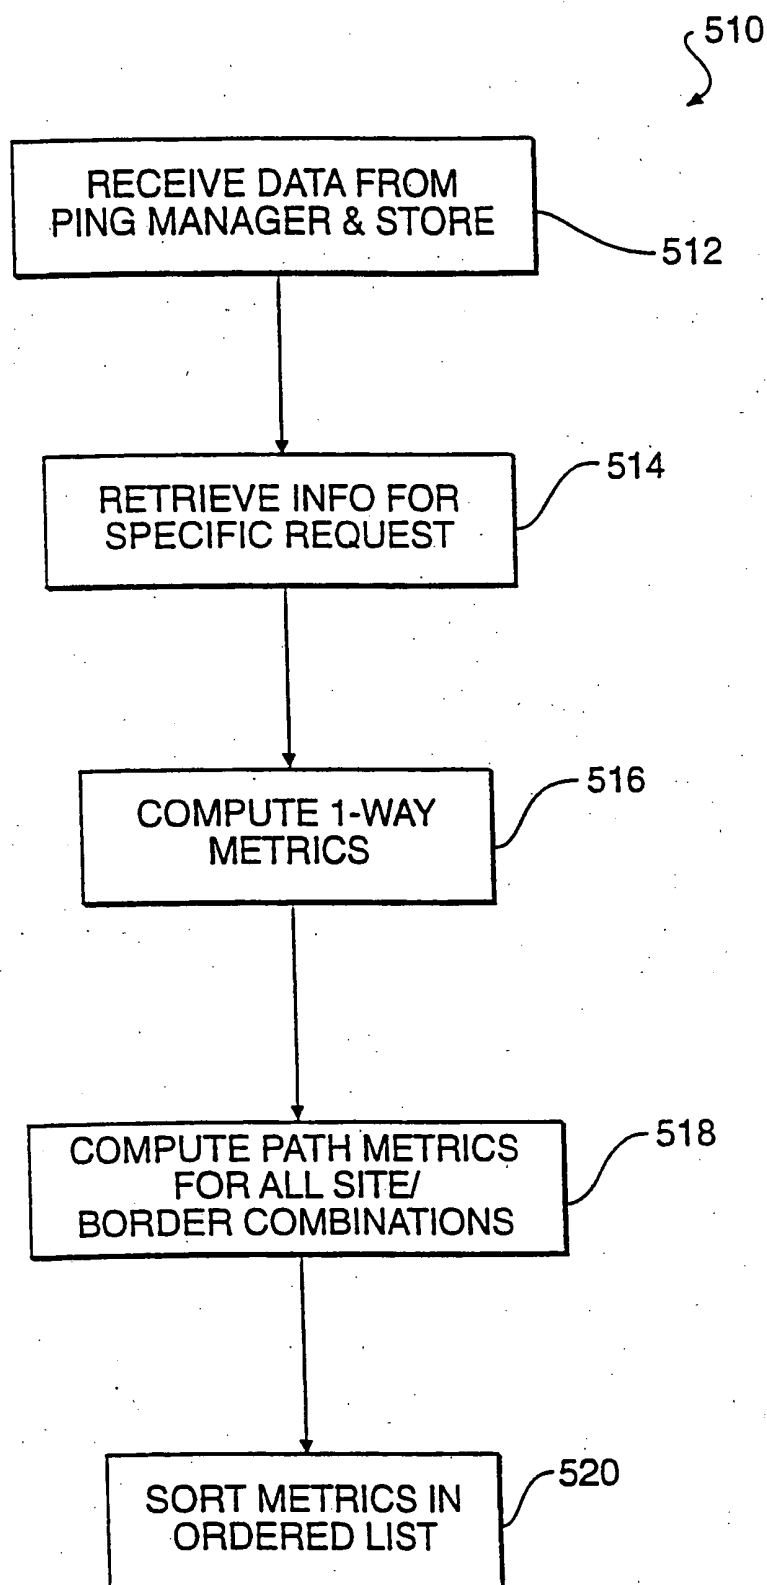 510
RECEIVE DATA FROM
PING MANAGER & STORE
512
514
RETRIEVE INFO FOR
SPECIFIC REQUEST
516
COMPUTE 1-WAY
METRICS
518
COMPUTE PATH METRICS
FOR ALL SITE/
BORDER COMBINATIONS
520
SORT METRICS IN
ORDERED LIST